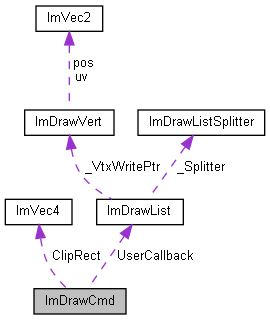 ImVec2
pos
uv
ImDrawVert
ImDrawListSplitter
_VtxWritePtr
_Splitter
ImVec4
ImDrawList
ClipRect
UserCallback
ImDrawCmd